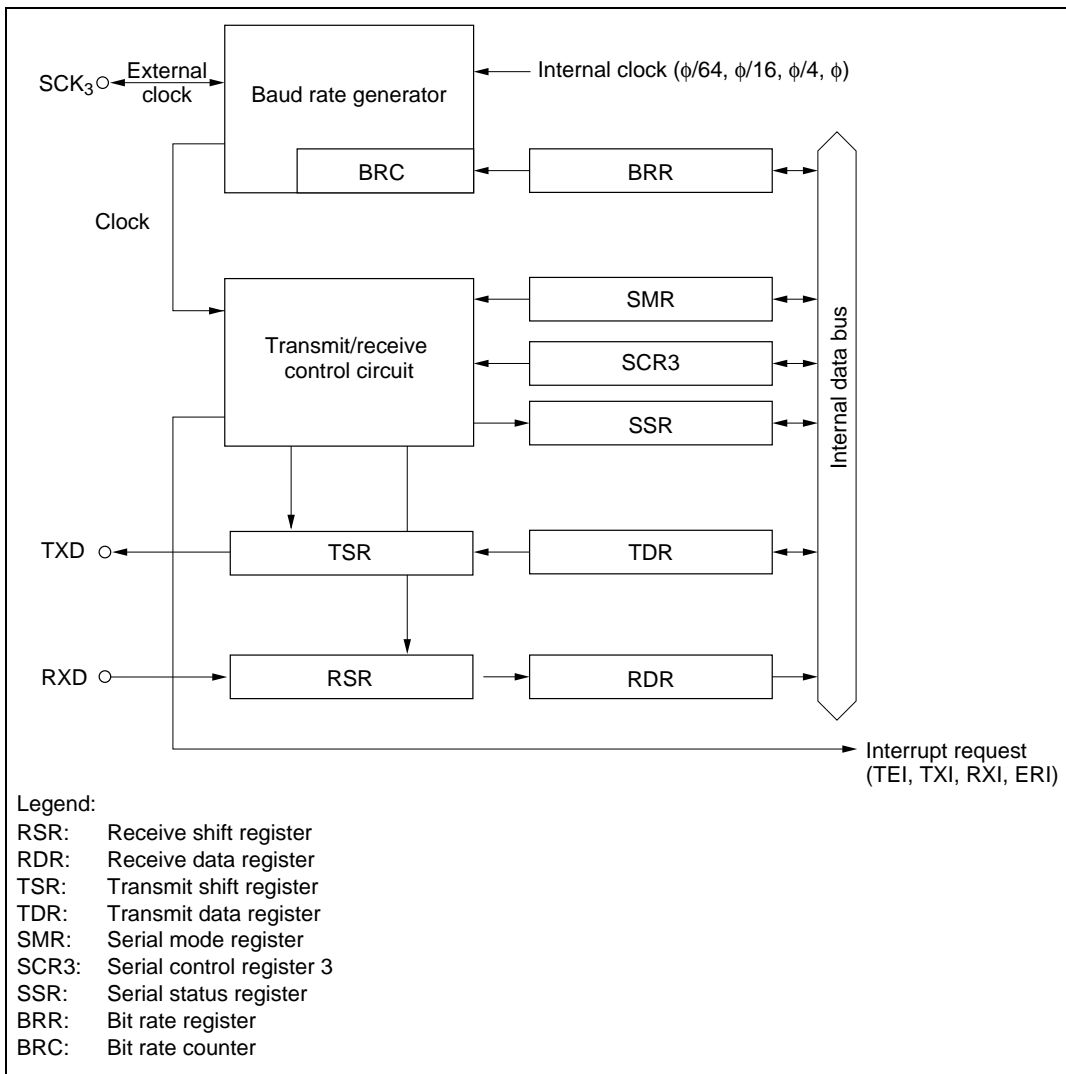 SCK3
External
clock
Baud rate generator
Internal clock (ϕ/64, ϕ/16, ϕ/4, ϕ)
BRC
BRR
Clock
Transmit/receive
control circuit
SMR
SCR3
SSR
Internal data bus
TXD
TSR
TDR
RXD
RSR
RDR
Interrupt request
(TEI, TXI, RXI, ERI)
Legend:
RSR: Receive shift register
RDR: Receive data register
TSR: Transmit shift register
TDR: Transmit data register
SMR: Serial mode register
SCR3: Serial control register 3
SSR: Serial status register
BRR: Bit rate register
BRC: Bit rate counter